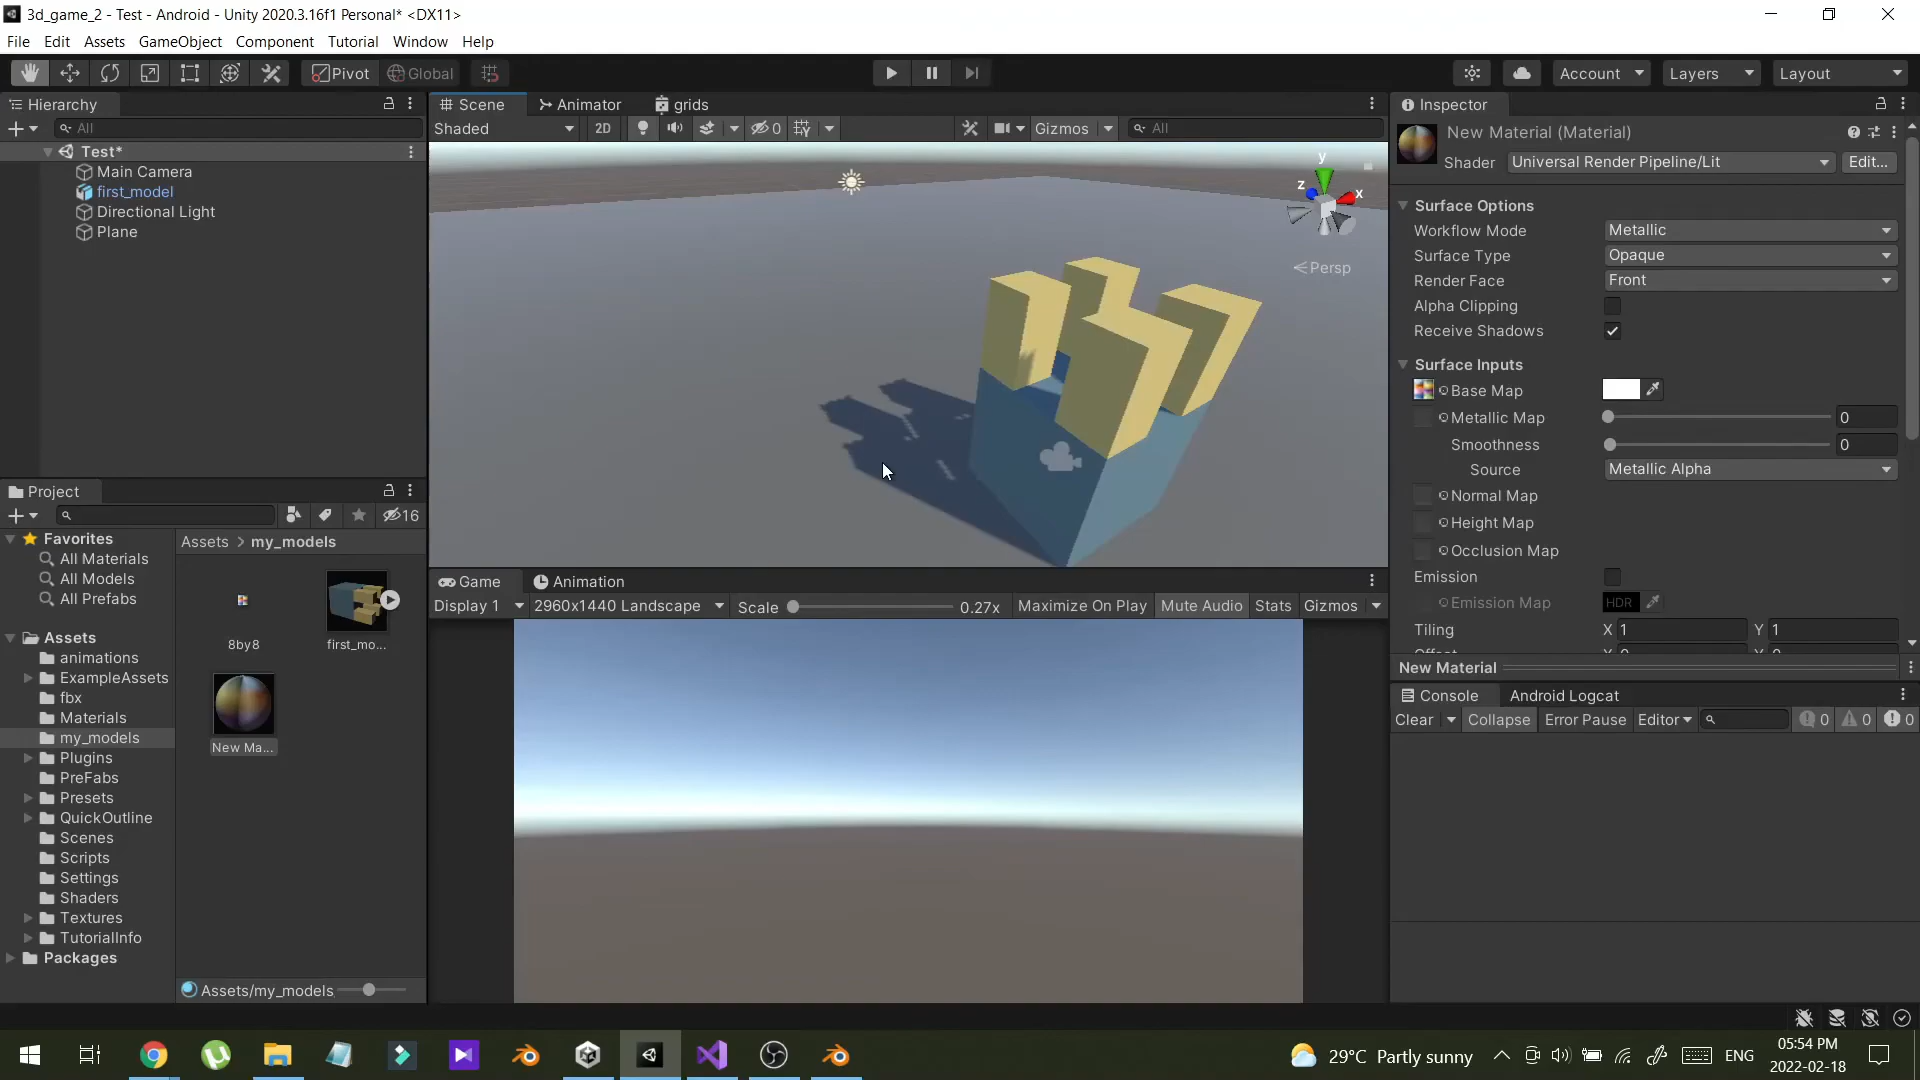 3d_game_2 - Test - Android - Unity 2020.3.16f1 Personal* <DX11>
File Edit Assets GameObject Component Tutorial Window Help
Pivot Global Account Layers Layout
Hierarchy
All
Test*
Main Camera
first_model
Directional Light
Plane
Scene Animator grids
Shaded 2D 0 Gizmos All
y
z x
Persp
Inspector
New Material (Material)
Shader Universal Render Pipeline/Lit Edit...
Surface Options
Workflow Mode Metallic
Surface Type Opaque
Render Face Front
Alpha Clipping
Receive Shadows
Surface Inputs
Base Map
Metallic Map 0
Smoothness 0
Source Metallic Alpha
Normal Map
Height Map
Occlusion Map
Emission
Emission Map HDR
Tiling X 1 Y 1
New Material
Project
16
Favorites
All Materials
All Models
All Prefabs
Assets
animations
ExampleAssets
fbx
Materials
my_models
Plugins
PreFabs
Presets
QuickOutline
Scenes
Scripts
Settings
Shaders
Textures
TutorialInfo
Packages
Assets > my_models
8by8 first_mo...
New Ma...
Assets/my_models
Game Animation
Display 1 2960x1440 Landscape Scale 0.27x Maximize On Play Mute Audio Stats Gizmos
Console Android Logcat
Clear Collapse Error Pause Editor 0 0 0
29°C Partly sunny ENG 05:54 PM
2022-02-18